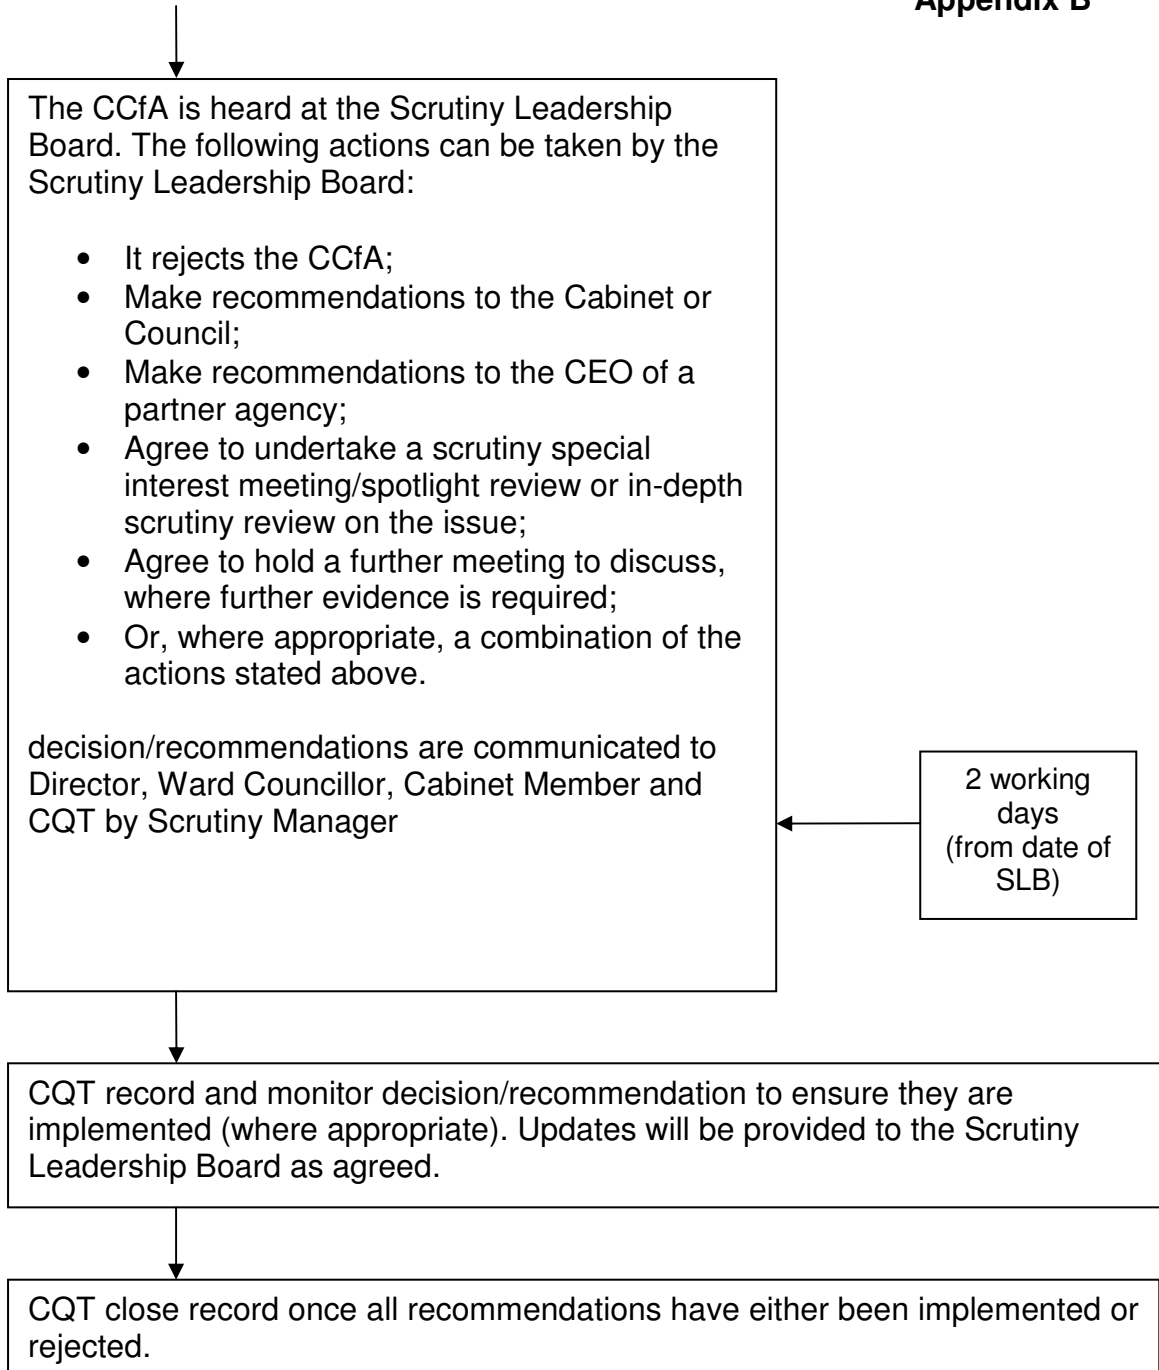 Appendix B
The CCfA is heard at the Scrutiny Leadership
Board. The following actions can be taken by the
Scrutiny Leadership Board:
• It rejects the CCfA;
• Make recommendations to the Cabinet or
Council;
• Make recommendations to the CEO of a
partner agency;
• Agree to undertake a scrutiny special
interest meeting/spotlight review or in-depth
scrutiny review on the issue;
• Agree to hold a further meeting to discuss,
where further evidence is required;
• Or, where appropriate, a combination of the
actions stated above.
decision/recommendations are communicated to
Director, Ward Councillor, Cabinet Member and
CQT by Scrutiny Manager
2 working
days
(from date of
SLB)
CQT record and monitor decision/recommendation to ensure they are
implemented (where appropriate). Updates will be provided to the Scrutiny
Leadership Board as agreed.
CQT close record once all recommendations have either been implemented or
rejected.